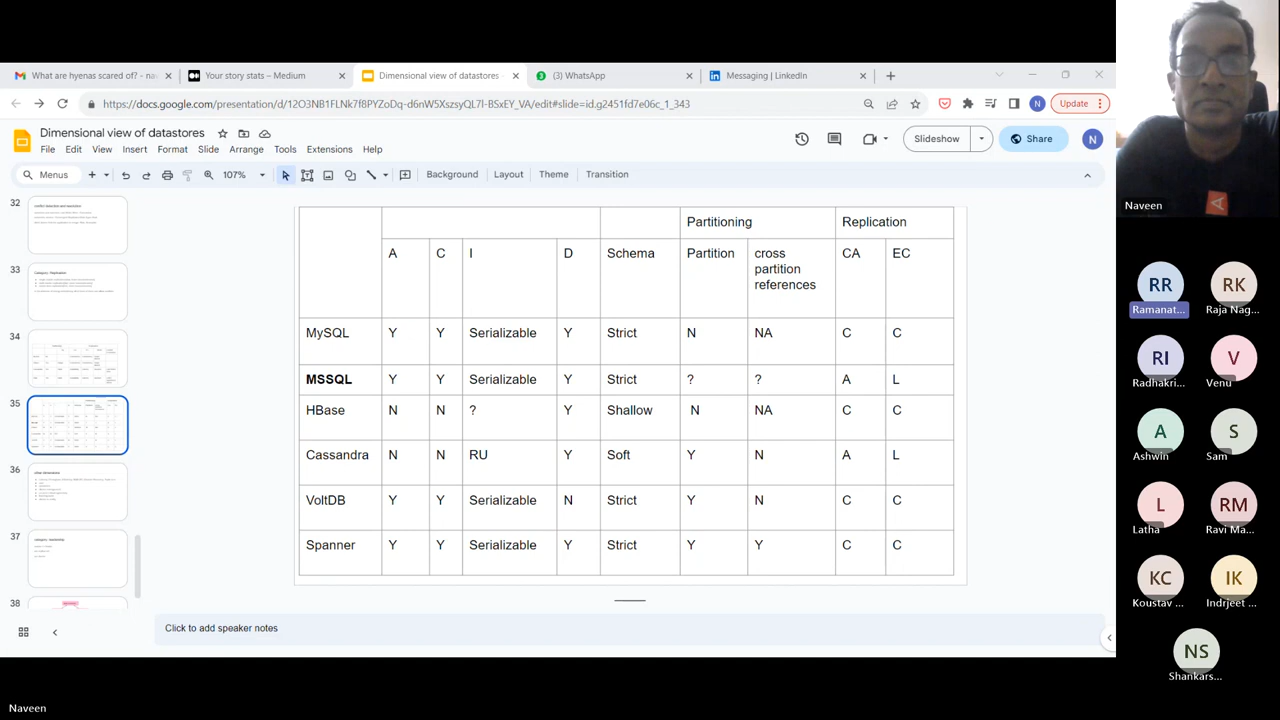 What are hyenas scared of? - nav
Your story stats – Medium
Dimensional view of datastores
(3) WhatsApp
Messaging | LinkedIn
https://docs.google.com/presentation/d/12O3NB1FLNk7f8PYZoDq-d6nW5XszsyQL7l-BSxEY_VA/edit#slide=id.g2451fd7e06c_1_343
N
Update
Dimensional view of datastores
File Edit View Insert Format Slide Arrange Tools Extensions Help
Slideshow
Share
N
Menus
107%
Background
Layout
Theme
Transition
32
33
34
35
36
37
38
Partitioning Replication
A C I D Schema Partition cross partition references CA EC
MySQL Y Y Serializable Y Strict N NA C C
MSSQL Y Y Serializable Y Strict ? ? A L
HBase N N ? Y Shallow N NA C C
Cassandra N N RU Y Soft Y N A L
VoltDB Y Y Serializable N Strict Y N C C
Spanner Y Y Serializable Y Strict Y Y C C
Click to add speaker notes
Naveen
RR
Ramanat...
RK
Raja Nag...
RI
Radhakri...
V
Venu
A
Ashwin
S
Sam
L
Latha
RM
Ravi Ma...
KC
Koustav ...
IK
Indrjeet ...
NS
Shankars...
Naveen